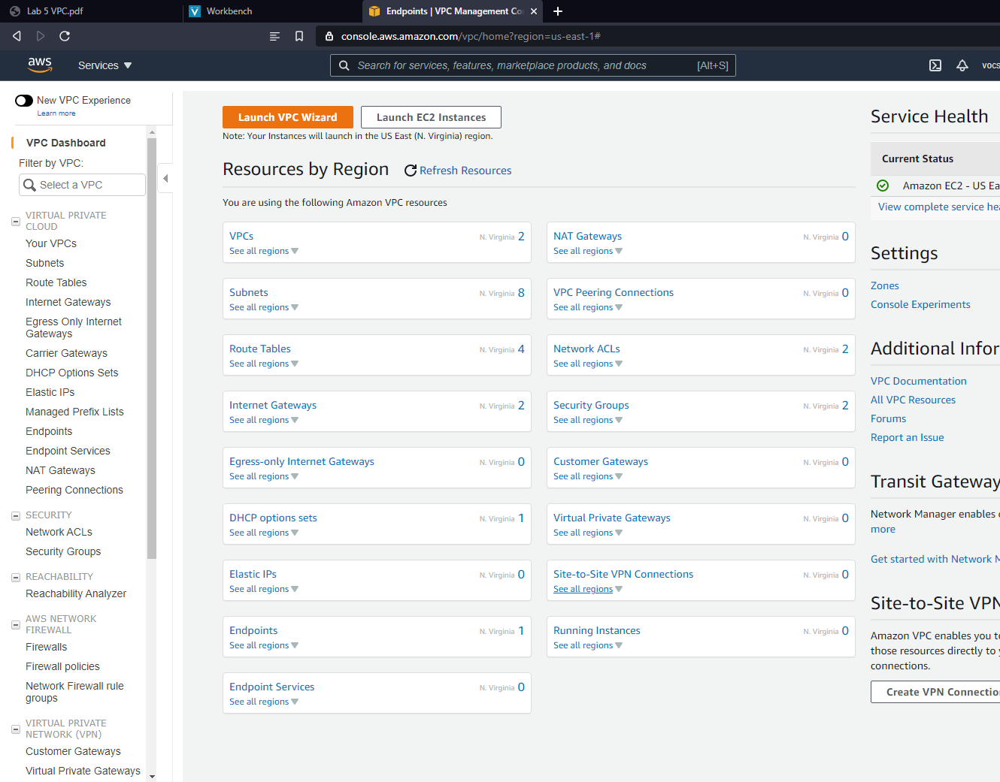 Lab 5 VPC.pdf
Workbench
Endpoints | VPC Management Co
console.aws.amazon.com/vpc/home?region=us-east-1#
aws
Services
Search for services, features, marketplace products, and docs
[Alt+S]
vocs
New VPC Experience
Learn more
VPC Dashboard
Filter by VPC:
Select a VPC
VIRTUAL PRIVATE
CLOUD
Your VPCs
Subnets
Route Tables
Internet Gateways
Egress Only Internet
Gateways
Carrier Gateways
DHCP Options Sets
Elastic IPs
Managed Prefix Lists
Endpoints
Endpoint Services
NAT Gateways
Peering Connections
SECURITY
Network ACLs
Security Groups
REACHABILITY
Reachability Analyzer
AWS NETWORK
FIREWALL
Firewalls
Firewall policies
Network Firewall rule
groups
VIRTUAL PRIVATE
NETWORK (VPN)
Customer Gateways
Virtual Private Gateways
Launch VPC Wizard
Launch EC2 Instances
Note: Your Instances will launch in the US East (N. Virginia) region.
Resources by Region
Refresh Resources
You are using the following Amazon VPC resources
VPCs N. Virginia 2
See all regions
NAT Gateways N. Virginia 0
See all regions
Subnets N. Virginia 8
See all regions
VPC Peering Connections N. Virginia 0
See all regions
Route Tables N. Virginia 4
See all regions
Network ACLs N. Virginia 2
See all regions
Internet Gateways N. Virginia 2
See all regions
Security Groups N. Virginia 2
See all regions
Egress-only Internet Gateways N. Virginia 0
See all regions
Customer Gateways N. Virginia 0
See all regions
DHCP options sets N. Virginia 1
See all regions
Virtual Private Gateways N. Virginia 0
See all regions
Elastic IPs N. Virginia 0
See all regions
Site-to-Site VPN Connections N. Virginia 0
See all regions
Endpoints N. Virginia 1
See all regions
Running Instances N. Virginia 0
See all regions
Endpoint Services N. Virginia 0
See all regions
Service Health
Current Status
Amazon EC2 - US Ea
View complete service hea
Settings
Zones
Console Experiments
Additional Infor
VPC Documentation
All VPC Resources
Forums
Report an Issue
Transit Gateway
Network Manager enables
more
Get started with Network M
Site-to-Site VPN
Amazon VPC enables you to
those resources directly to
connections.
Create VPN Connection